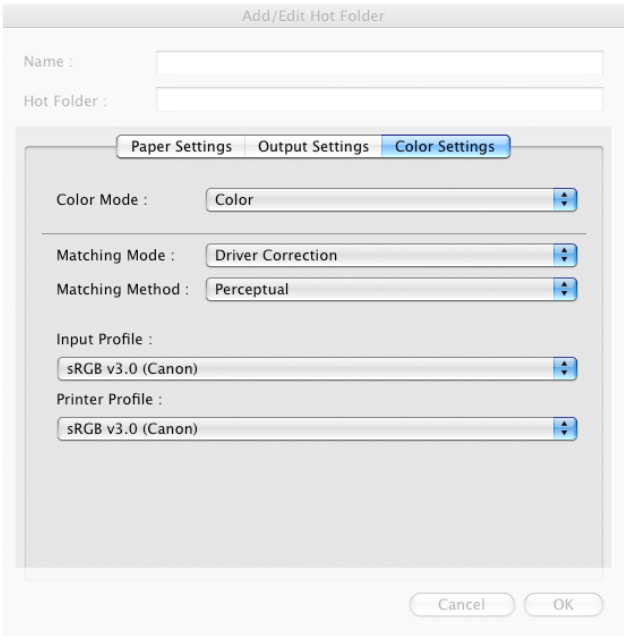 Add/Edit Hot Folder
Name :
Hot Folder :
Paper Settings Output Settings Color Settings
Color Mode : Color
Matching Mode : Driver Correction
Matching Method : Perceptual
Input Profile :
sRGB v3.0 (Canon)
Printer Profile :
sRGB v3.0 (Canon)
Cancel OK